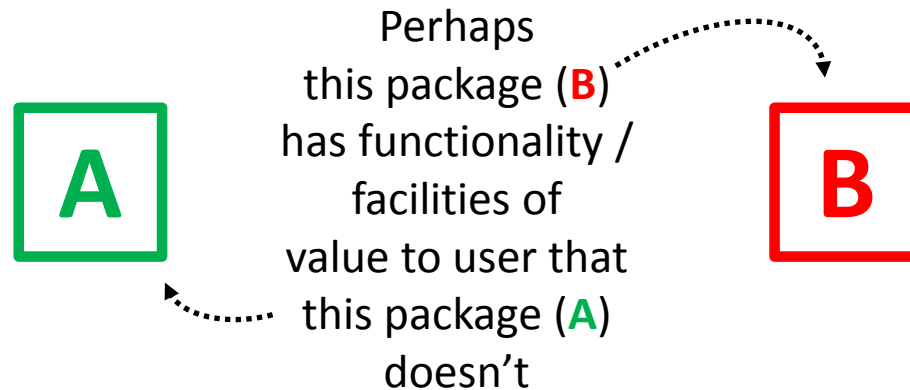 Perhaps
this package (B)
has functionality /
facilities of
value to user that
this package (A)
doesn't
A
B